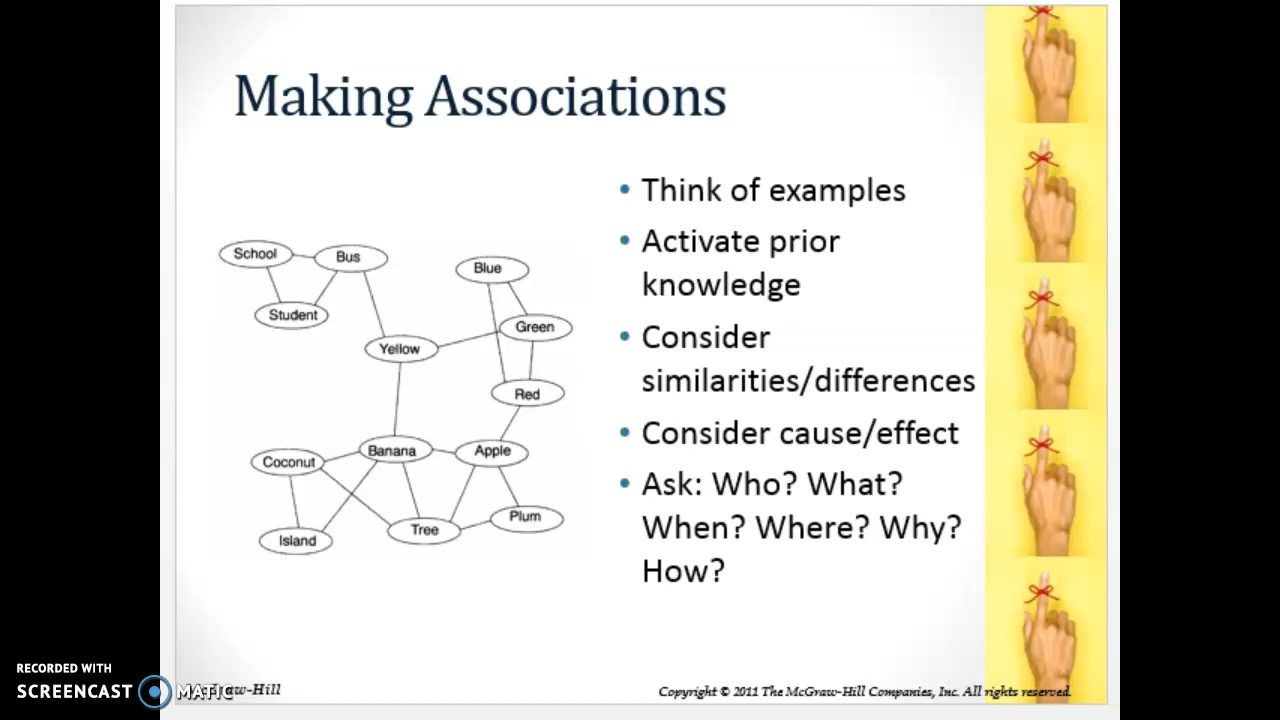 Making Associations
• Think of examples
• Activate prior
knowledge
• Consider
similarities/differences
• Consider cause/effect
• Ask: Who? What?
When? Where? Why?
How?
School
Bus
Student
Blue
Green
Yellow
Red
Banana
Apple
Coconut
Plum
Tree
Island
RECORDED WITH
SCREENCAST MATIC
raw-Hill
Copyright © 2011 The McGraw-Hill Companies, Inc. All rights reserved.